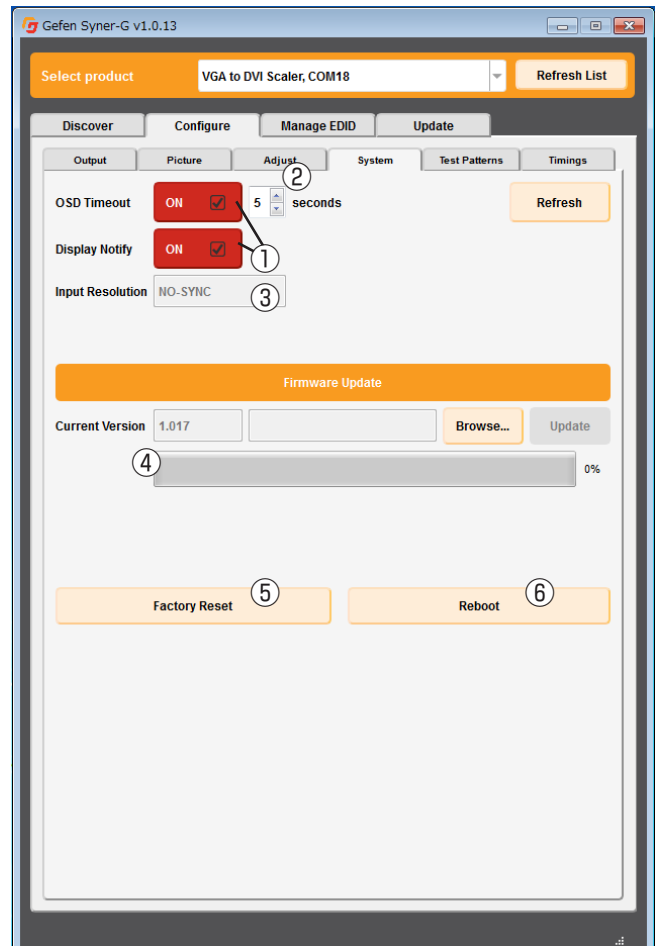 Gefen Syner-G v1.0.13
Select product VGA to DVI Scaler, COM18 Refresh List
Discover Configure Manage EDID Update
Output Picture Adjust System Test Patterns Timings
②
OSD Timeout ON 5 seconds Refresh
Display Notify ON ①
Input Resolution NO-SYNC ③
Firmware Update
Current Version 1.017 Browse... Update
④ 0%
⑤ ⑥
Factory Reset Reboot